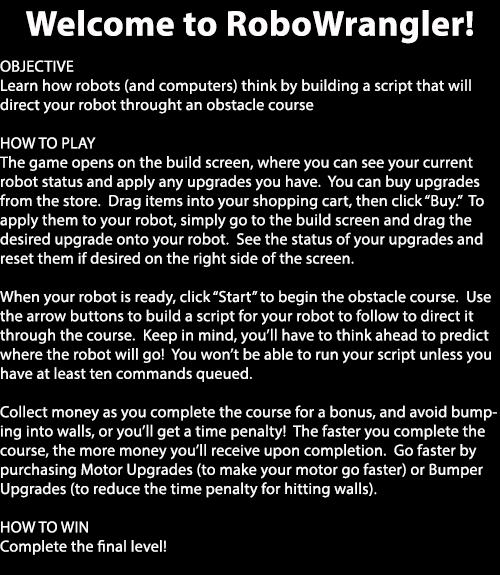 Welcome to RoboWrangler!
OBJECTIVE
Learn how robots (and computers) think by building a script that will
direct your robot throught an obstacle course
HOW TO PLAY
The game opens on the build screen, where you can see your current
robot status and apply any upgrades you have.  You can buy upgrades
from the store.  Drag items into your shopping cart, then click “Buy.”  To
apply them to your robot, simply go to the build screen and drag the
desired upgrade onto your robot.  See the status of your upgrades and
reset them if desired on the right side of the screen.
When your robot is ready, click “Start” to begin the obstacle course.  Use
the arrow buttons to build a script for your robot to follow to direct it
through the course.  Keep in mind, you’ll have to think ahead to predict
where the robot will go!  You won’t be able to run your script unless you
have at least ten commands queued.
Collect money as you complete the course for a bonus, and avoid bump-
ing into walls, or you’ll get a time penalty!  The faster you complete the
course, the more money you’ll receive upon completion.  Go faster by
purchasing Motor Upgrades (to make your motor go faster) or Bumper
Upgrades (to reduce the time penalty for hitting walls).
HOW TO WIN
Complete the final level!